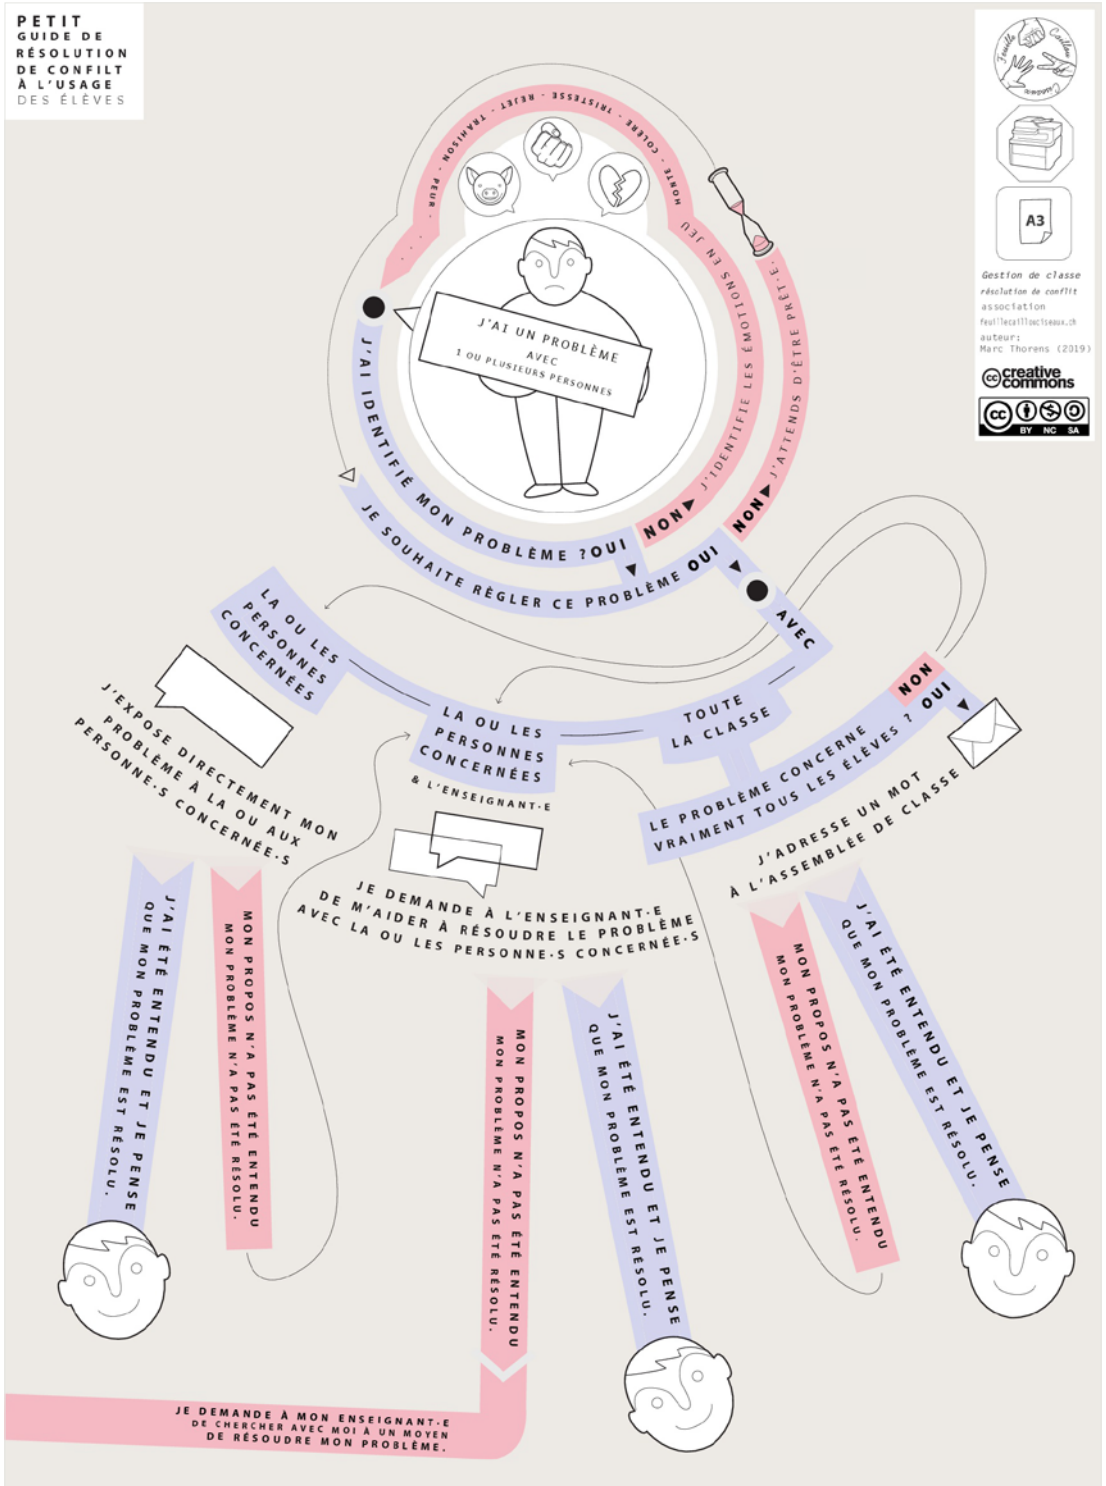 PETIT
GUIDE DE
RÉSOLUTION
DE CONFILT
À L'USAGE
DES ÉLÈVES
Feuille
Caillou
Ciseaux
A3
Gestion de classe
résolution de conflit
association
feuillecaillouciseaux.ch
auteur:
Marc Thorens (2019)
cc creative
commons
cc
BY NC SA
J'AI UN PROBLÈME
AVEC
1 OU PLUSIEURS PERSONNES
J'AI IDENTIFIÉ MON PROBLÈME ? OUI
NON
J'IDENTIFIE LES ÉMOTIONS EN JEU
HONTE - COLÈRE - TRISTESSE - REJET - TRAHISON - PEUR - . . .
JE SOUHAITE RÈGLER CE PROBLÈME OUI
NON
J'ATTENDS D'ÊTRE PRÊT·E.
AVEC
LA OU LES
PERSONNES
CONCERNÉES
LA OU LES
PERSONNES
CONCERNÉES
& L'ENSEIGNANT·E
TOUTE
LA CLASSE
LE PROBLÈME CONCERNE
VRAIMENT TOUS LES ÉLÈVES ? OUI
NON
J'EXPOSE DIRECTEMENT MON
PROBLÈME À LA OU AUX
PERSONNE·S CONCERNÉE·S
JE DEMANDE À L'ENSEIGNANT·E
DE M'AIDER À RÉSOUDRE LE PROBLÈME
AVEC LA OU LES PERSONNE·S CONCERNÉE·S
J'ADRESSE UN MOT
À L'ASSEMBLÉE DE CLASSE
J'AI ÉTÉ ENTENDU ET JE PENSE
QUE MON PROBLÈME EST RÉSOLU.
MON PROPOS N'A PAS ÉTÉ ENTENDU
MON PROBLÈME N'A PAS ÉTÉ RÉSOLU.
MON PROPOS N'A PAS ÉTÉ ENTENDU
MON PROBLÈME N'A PAS ÉTÉ RÉSOLU.
J'AI ÉTÉ ENTENDU ET JE PENSE
QUE MON PROBLÈME EST RÉSOLU.
MON PROPOS N'A PAS ÉTÉ ENTENDU
MON PROBLÈME N'A PAS ÉTÉ RÉSOLU.
J'AI ÉTÉ ENTENDU ET JE PENSE
QUE MON PROBLÈME EST RÉSOLU.
JE DEMANDE À MON ENSEIGNANT·E
DE CHERCHER AVEC MOI À UN MOYEN
DE RÉSOUDRE MON PROBLÈME.